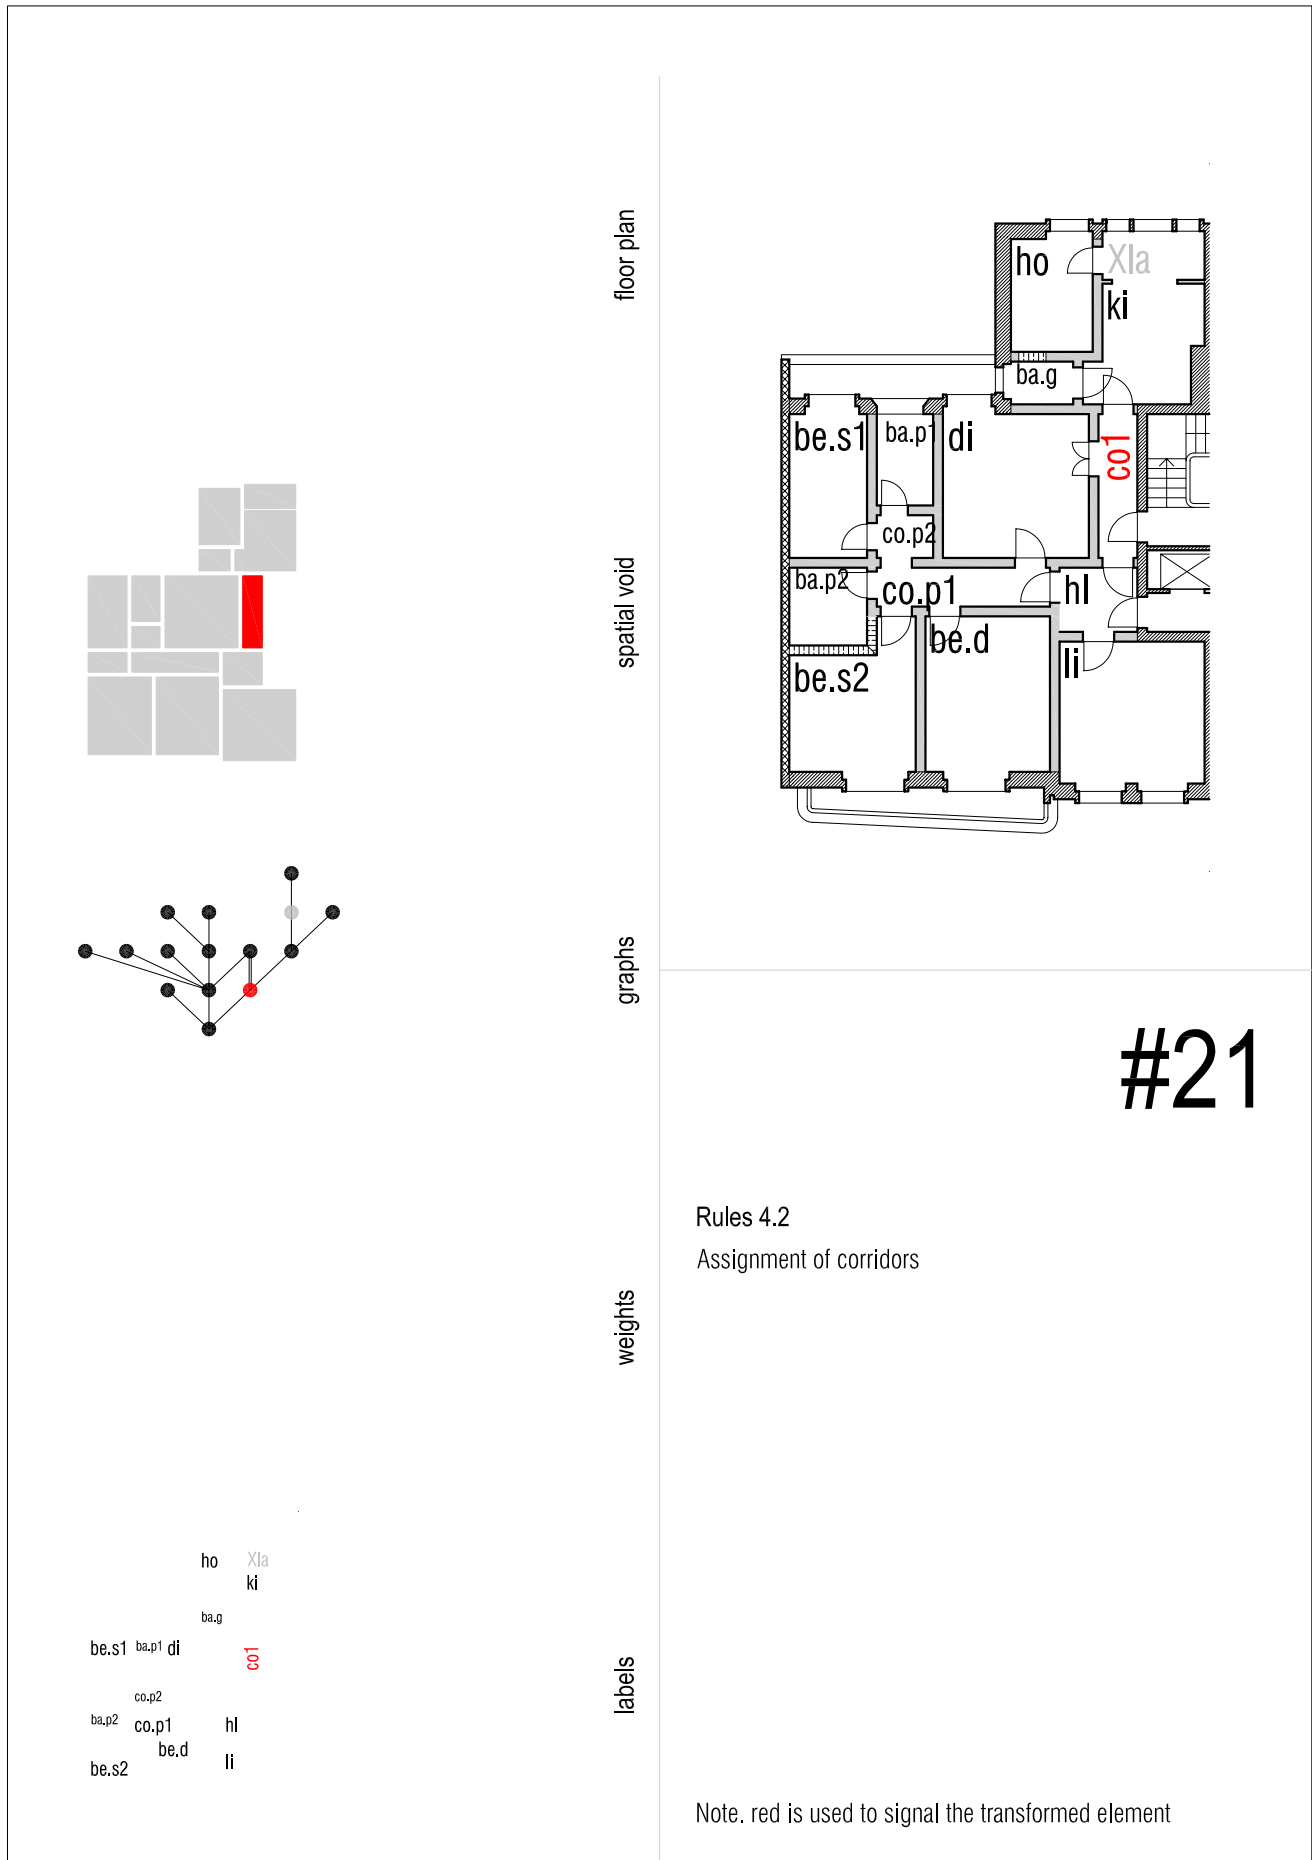 floor plan
spatial void
graphs
weights
labels
ho
Xla
ki
ba.g
be.s1
ba.p1
di
co1
co.p2
ba.p2
co.p1
hl
be.d
be.s2
li
#21
Rules 4.2
Assignment of corridors
ho Xla
ki
ba.g
be.s1 ba.p1 di co1
co.p2
ba.p2 co.p1 hl
be.d
be.s2 li
Note. red is used to signal the transformed element